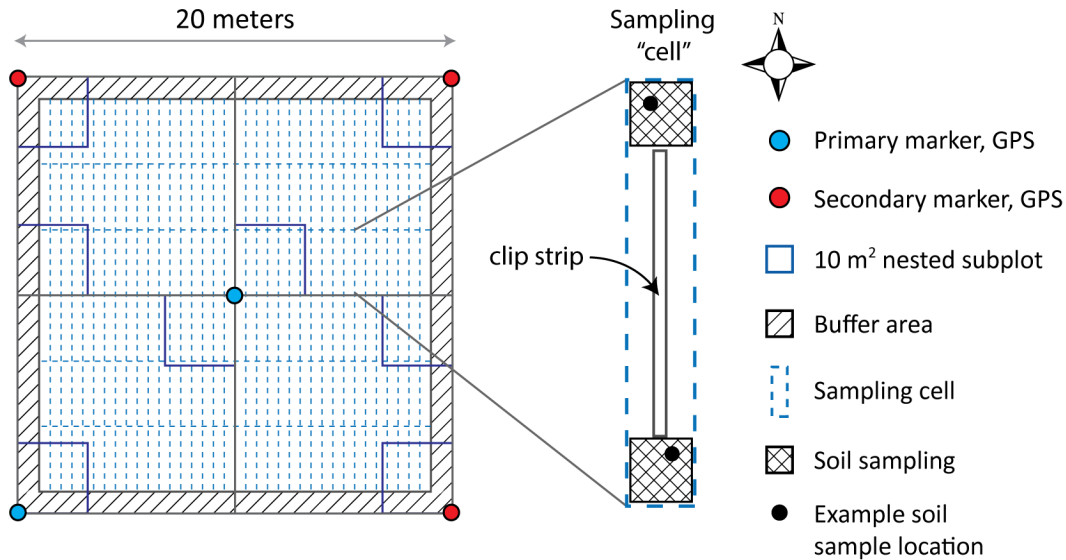 20 meters
Sampling
“cell”
N
clip strip
Primary marker, GPS
Secondary marker, GPS
10 m² nested subplot
Buffer area
Sampling cell
Soil sampling
Example soil
sample location